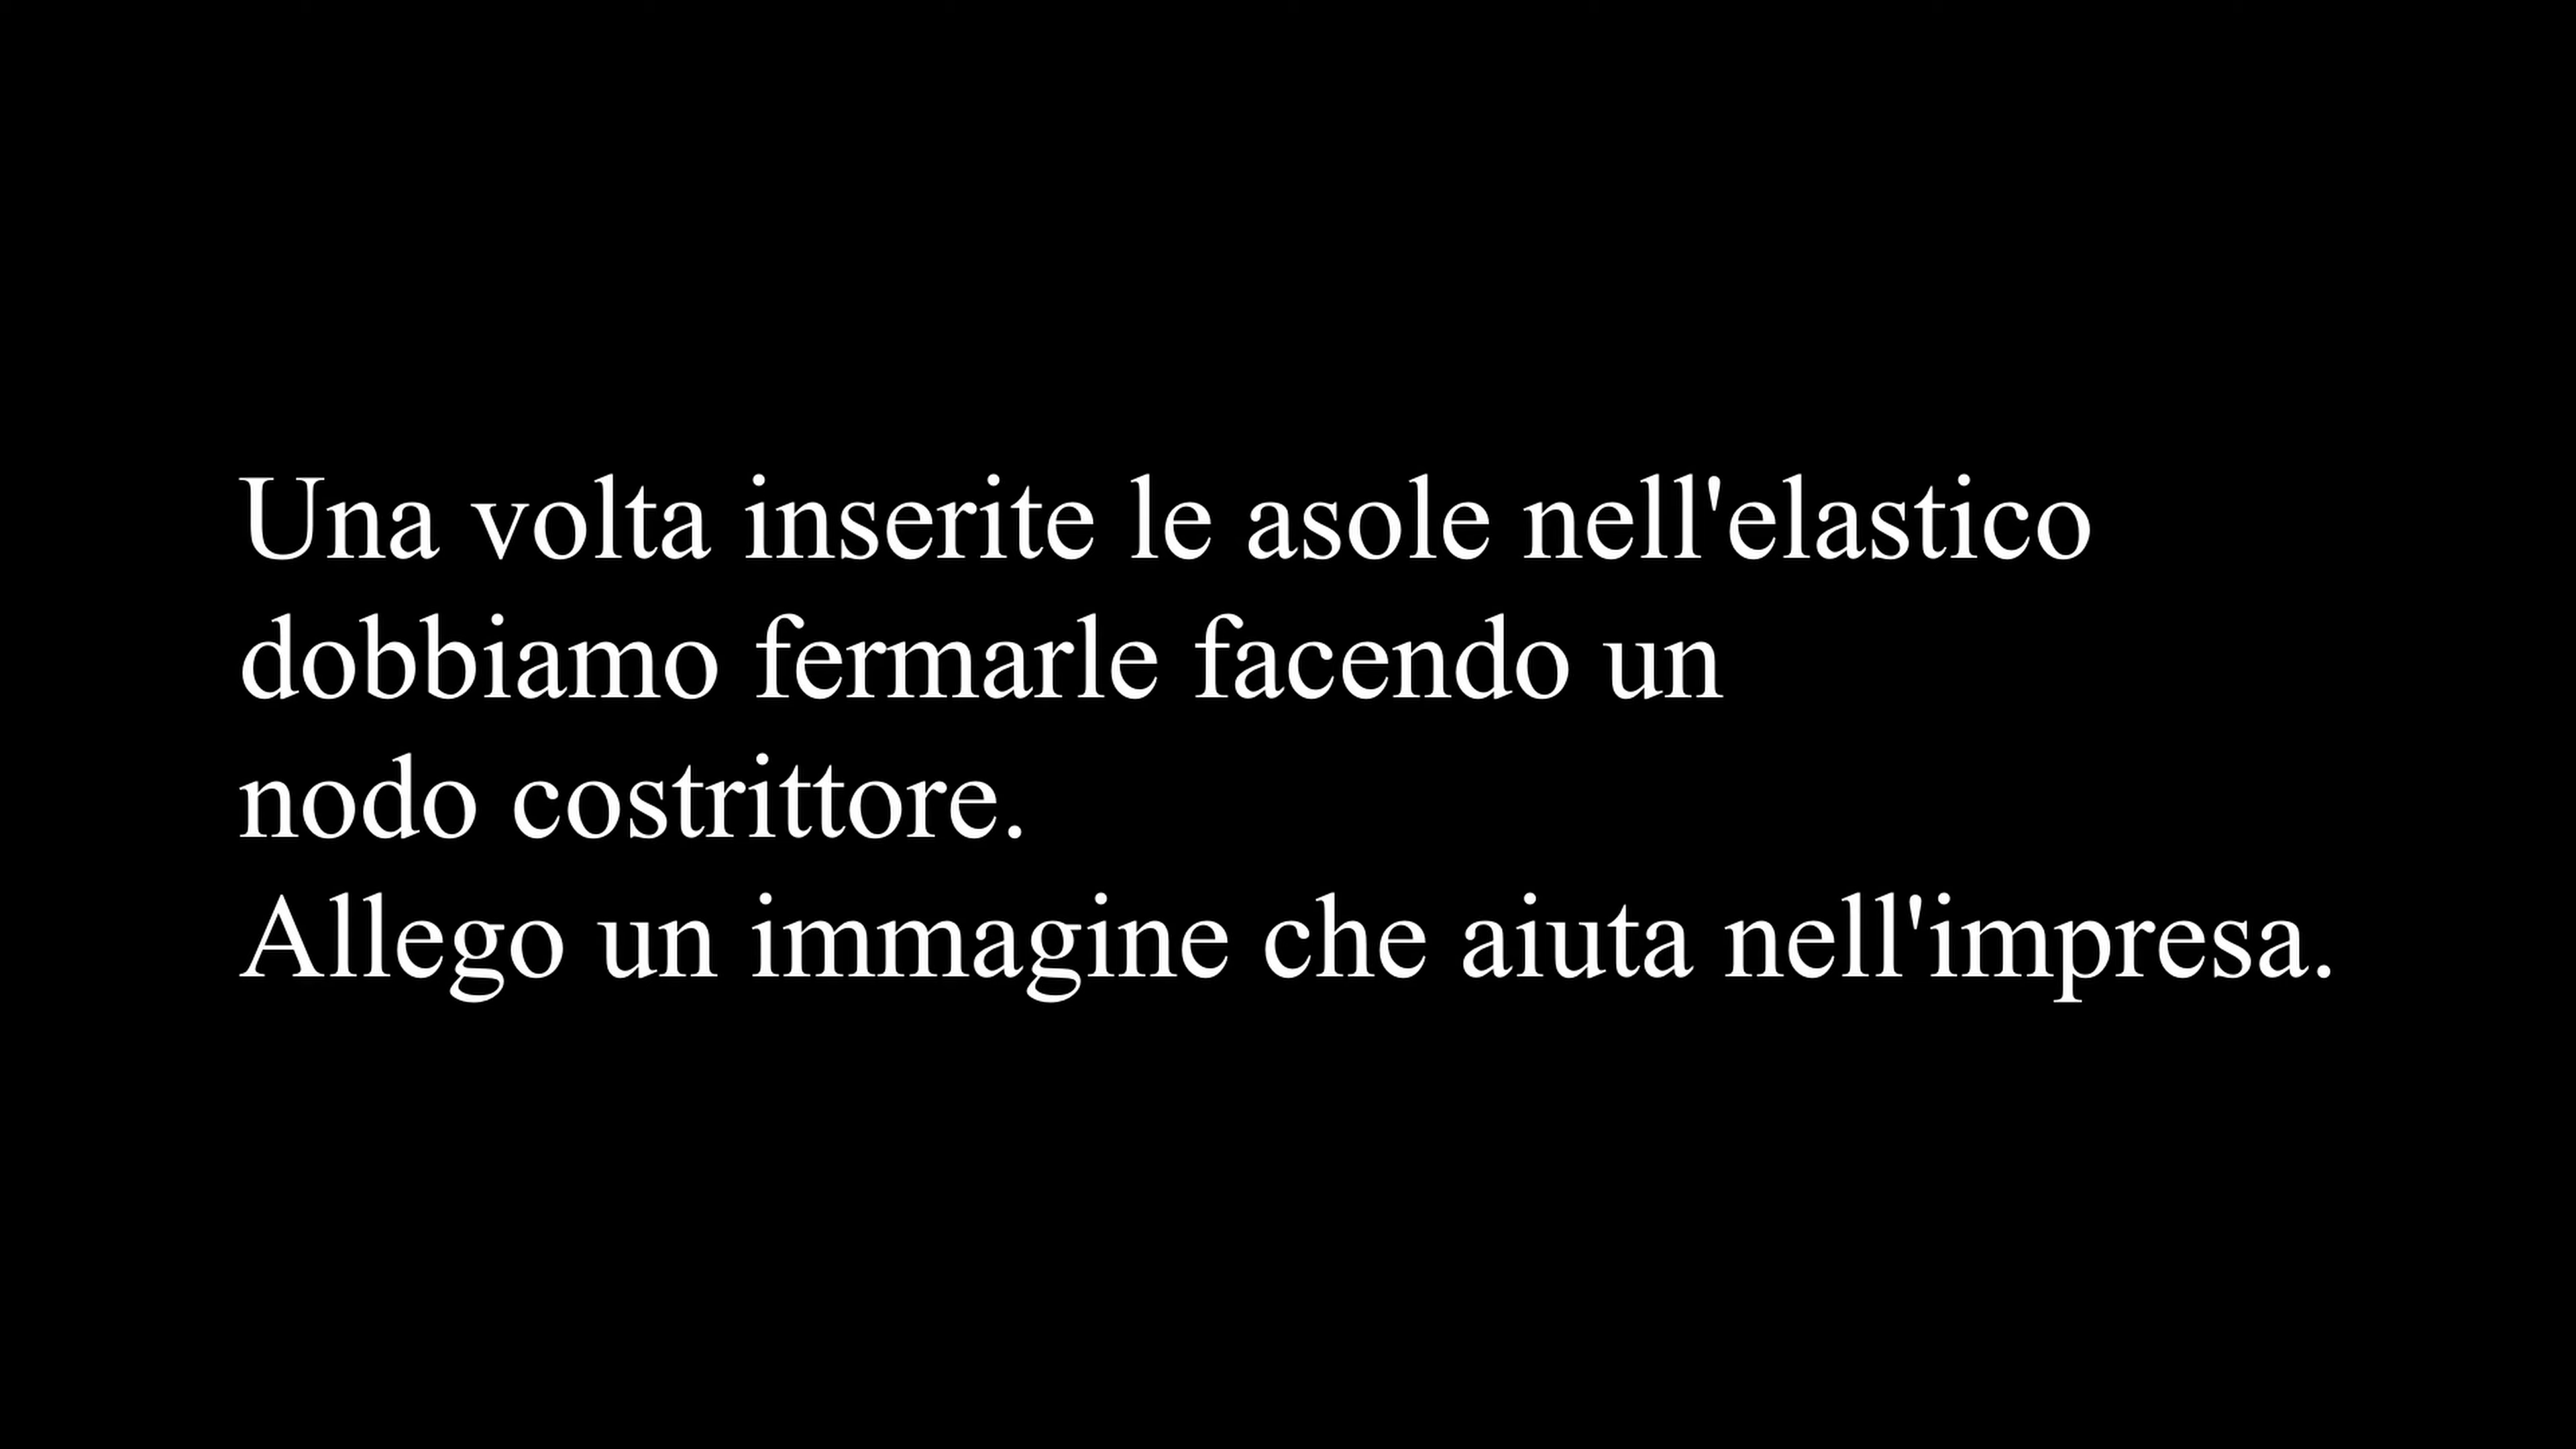 Una volta inserite le asole nell'elastico
dobbiamo fermarle facendo un
nodo costrittore.
Allego un immagine che aiuta nell'impresa.